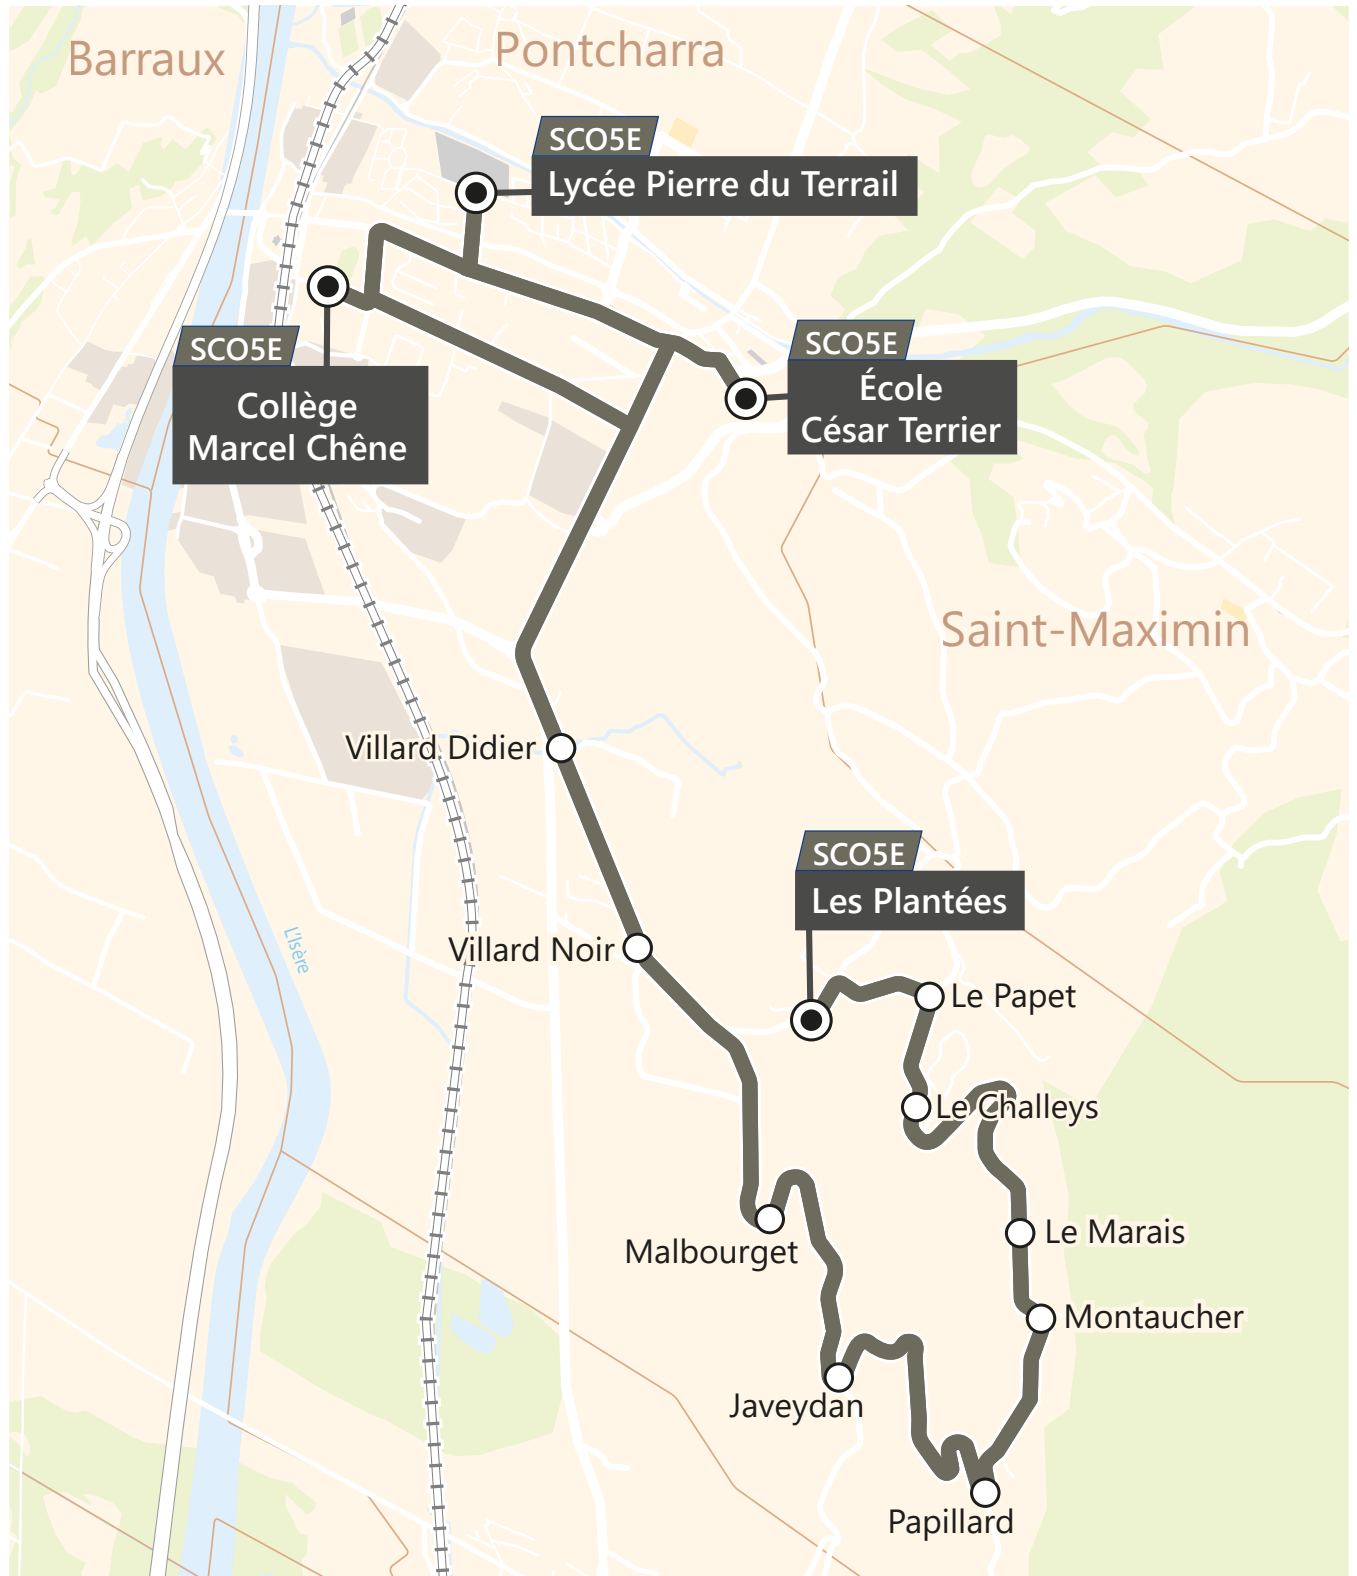 Barraux
Pontcharra
SCO5E
Lycée Pierre du Terrail
SCO5E
Collège
Marcel Chêne
SCO5E
École
César Terrier
Saint-Maximin
Villard Didier
SCO5E
Les Plantées
Villard Noir
L'Isère
Le Papet
Le Challeys
Le Marais
Malbourget
Montaucher
Javeydan
Papillard